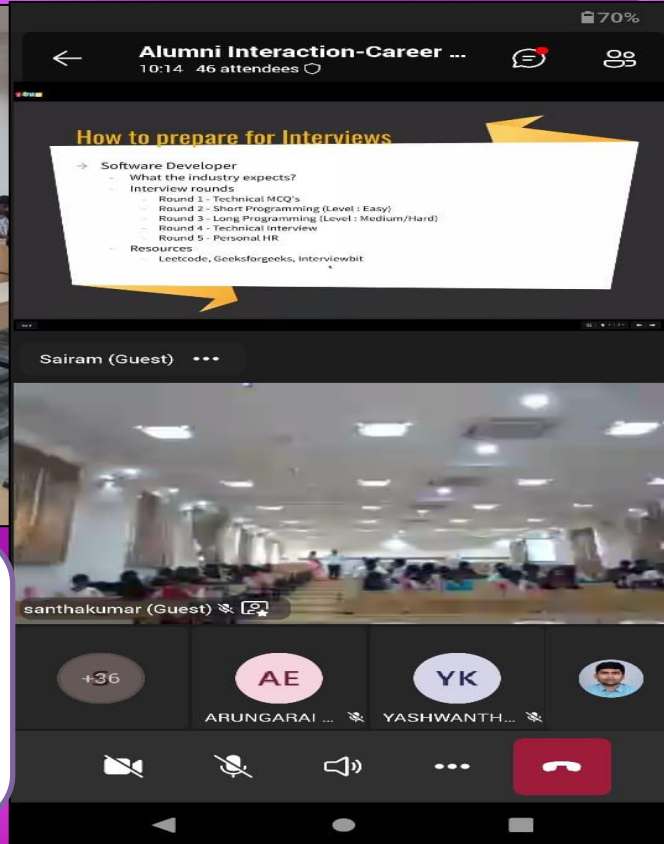 70%
Alumni Interaction-Career ...
10:14 46 attendees
How to prepare for Interviews
→ Software Developer
- What the industry expects?
- Interview rounds
- Round 1 - Technical MCQ's
- Round 2 - Short Programming (Level : Easy)
- Round 3 - Long Programming (Level : Medium/Hard)
- Round 4 - Technical Interview
- Round 5 - Personal HR
- Resources
- Leetcode, Geeksforgeeks, Interviewbit
Sairam (Guest) •••
santhakumar (Guest)
+36
S
AE
YK
ARUNGARAI ...
YASHWANTH...